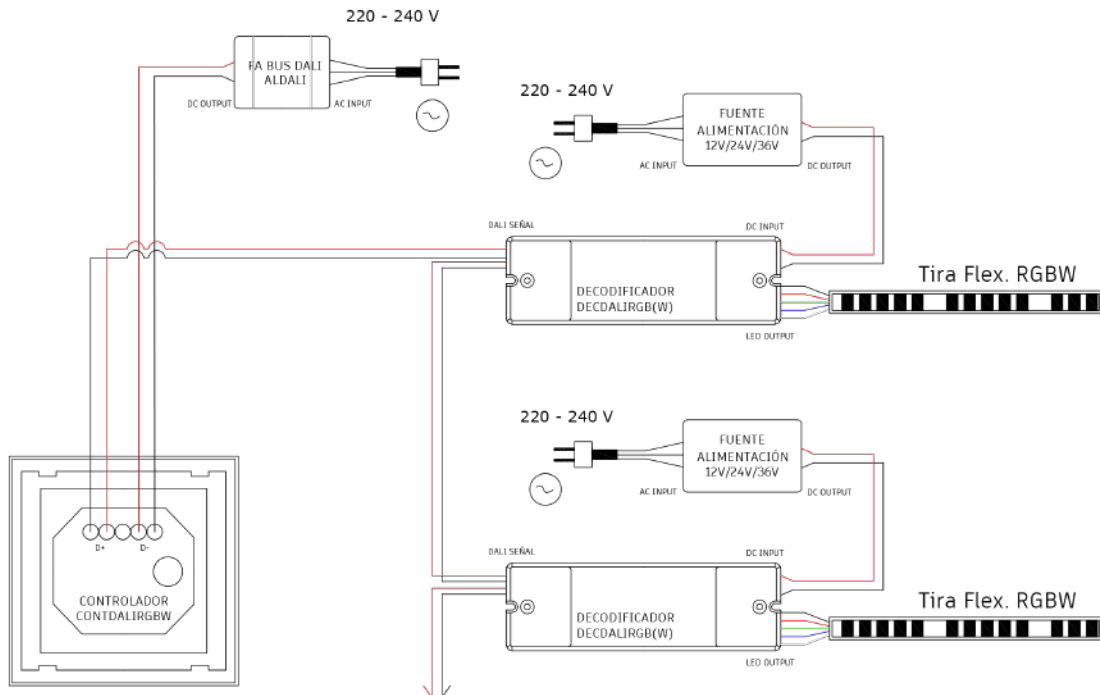 220 - 240 V
FA BUS DALI
ALDALI
DC OUTPUT
AC INPUT
220 - 240 V
FUENTE
ALIMENTACIÓN
12V/24V/36V
AC INPUT
DC OUTPUT
DALI SEÑAL
DC INPUT
DECODIFICADOR
DECDALIRGB(W)
LED OUTPUT
Tira Flex. RGBW
220 - 240 V
FUENTE
ALIMENTACIÓN
12V/24V/36V
AC INPUT
DC OUTPUT
DALI SEÑAL
DC INPUT
DECODIFICADOR
DECDALIRGB(W)
LED OUTPUT
Tira Flex. RGBW
D+
D-
CONTROLADOR
CONTDALIRGBW